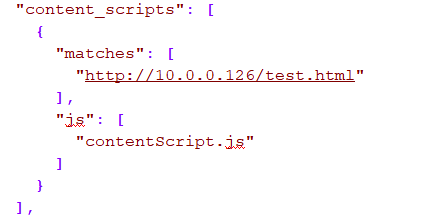 "content_scripts": [
{
"matches": [
"http://10.0.0.126/test.html"
],
"js": [
"contentScript.js"
]
}
],